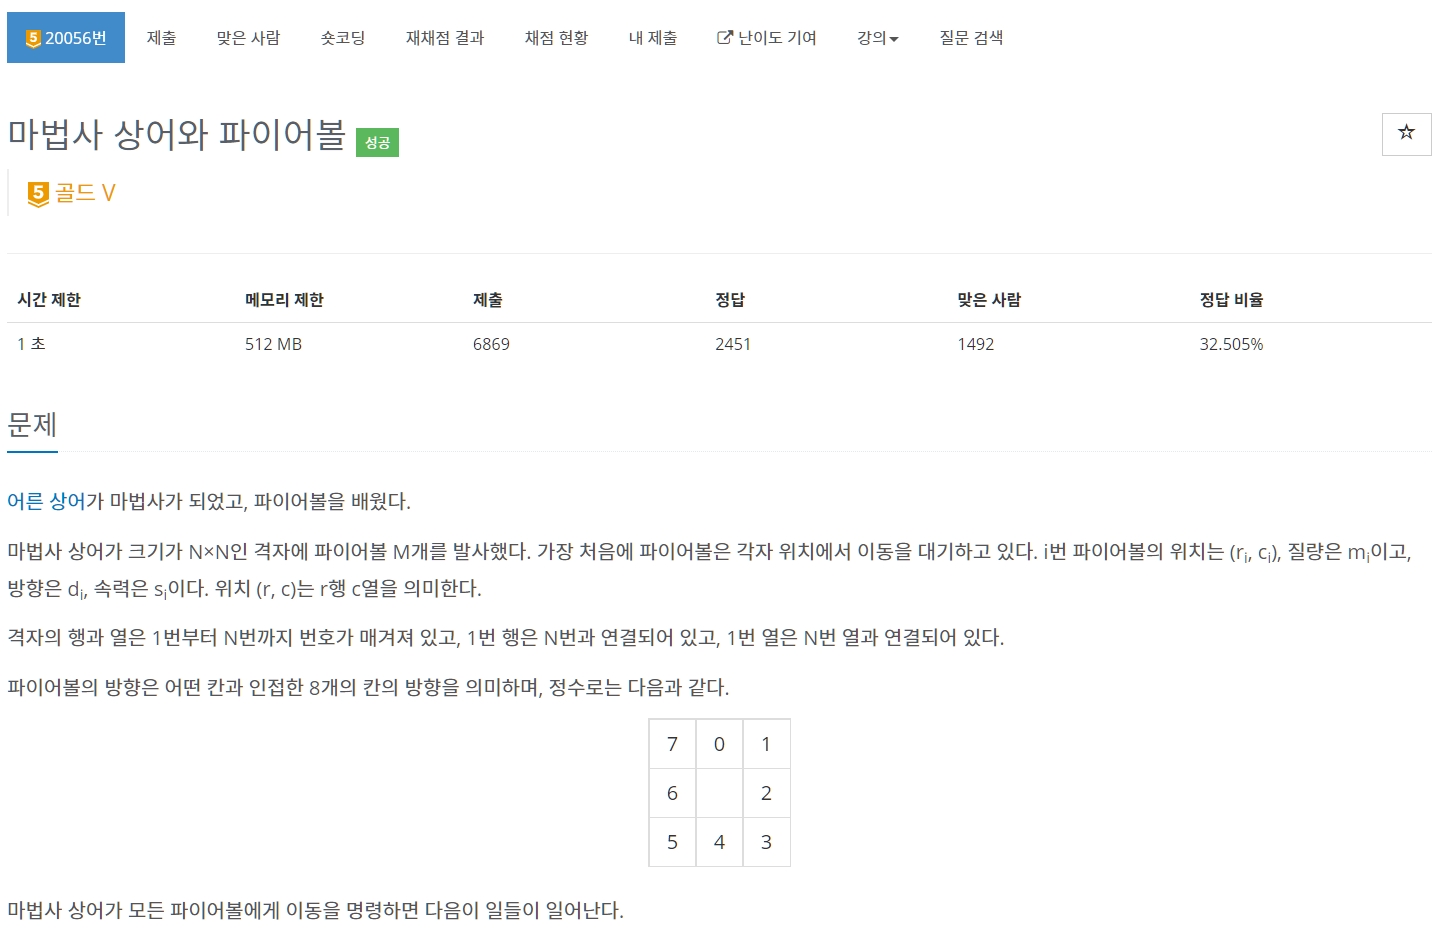 5 20056번 제출 맞은 사람 숏코딩 재채점 결과 채점 현황 내 제출 난이도 기여 강의 질문 검색
마법사 상어와 파이어볼 성공
5 골드 V
시간 제한 메모리 제한 제출 정답 맞은 사람 정답 비율
1 초 512 MB 6869 2451 1492 32.505%
문제
어른 상어가 마법사가 되었고, 파이어볼을 배웠다.
마법사 상어가 크기가 N×N인 격자에 파이어볼 M개를 발사했다. 가장 처음에 파이어볼은 각자 위치에서 이동을 대기하고 있다. i번 파이어볼의 위치는 (ri, ci), 질량은 mi이고,
방향은 di, 속력은 si이다. 위치 (r, c)는 r행 c열을 의미한다.
격자의 행과 열은 1번부터 N번까지 번호가 매겨져 있고, 1번 행은 N번과 연결되어 있고, 1번 열은 N번 열과 연결되어 있다.
파이어볼의 방향은 어떤 칸과 인접한 8개의 칸의 방향을 의미하며, 정수로는 다음과 같다.
7 0 1
6 2
5 4 3
마법사 상어가 모든 파이어볼에게 이동을 명령하면 다음이 일들이 일어난다.